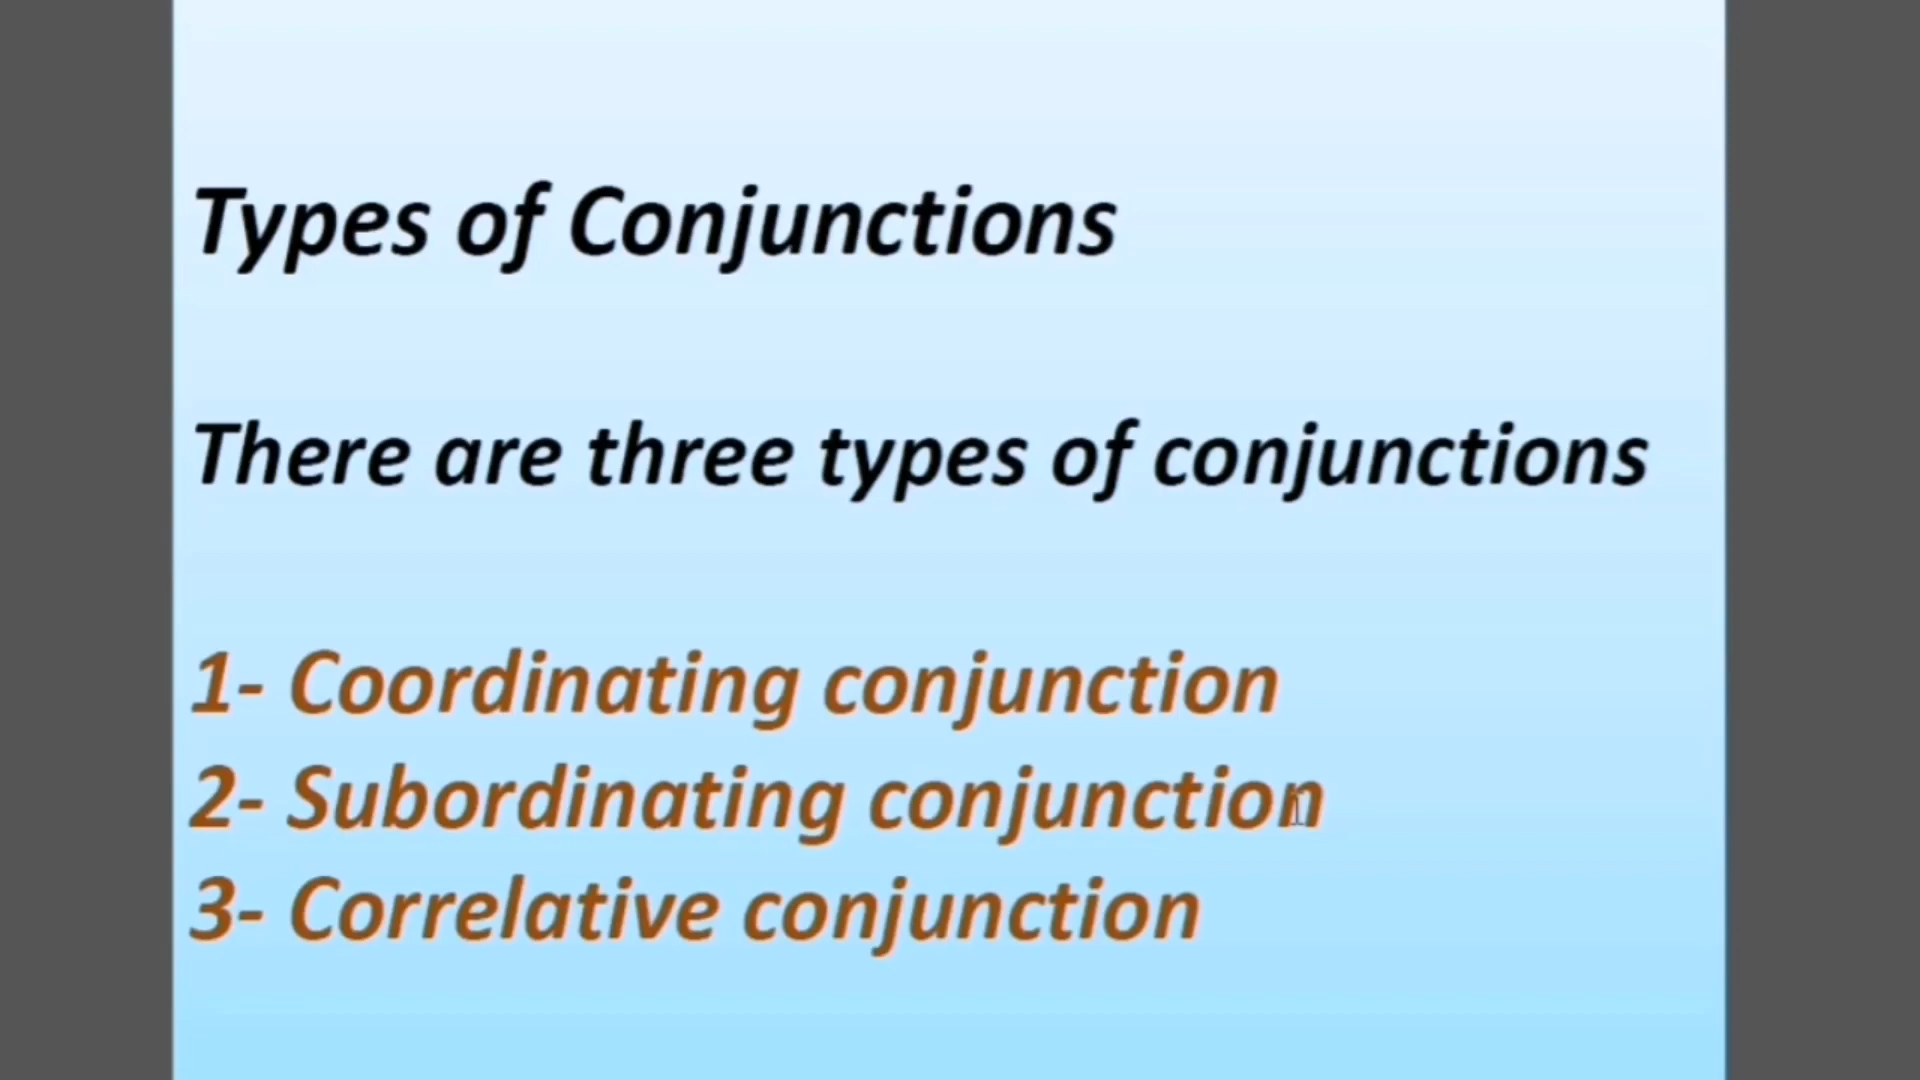 Types of Conjunctions
There are three types of conjunctions
1- Coordinating conjunction
2- Subordinating conjunction
3- Correlative conjunction